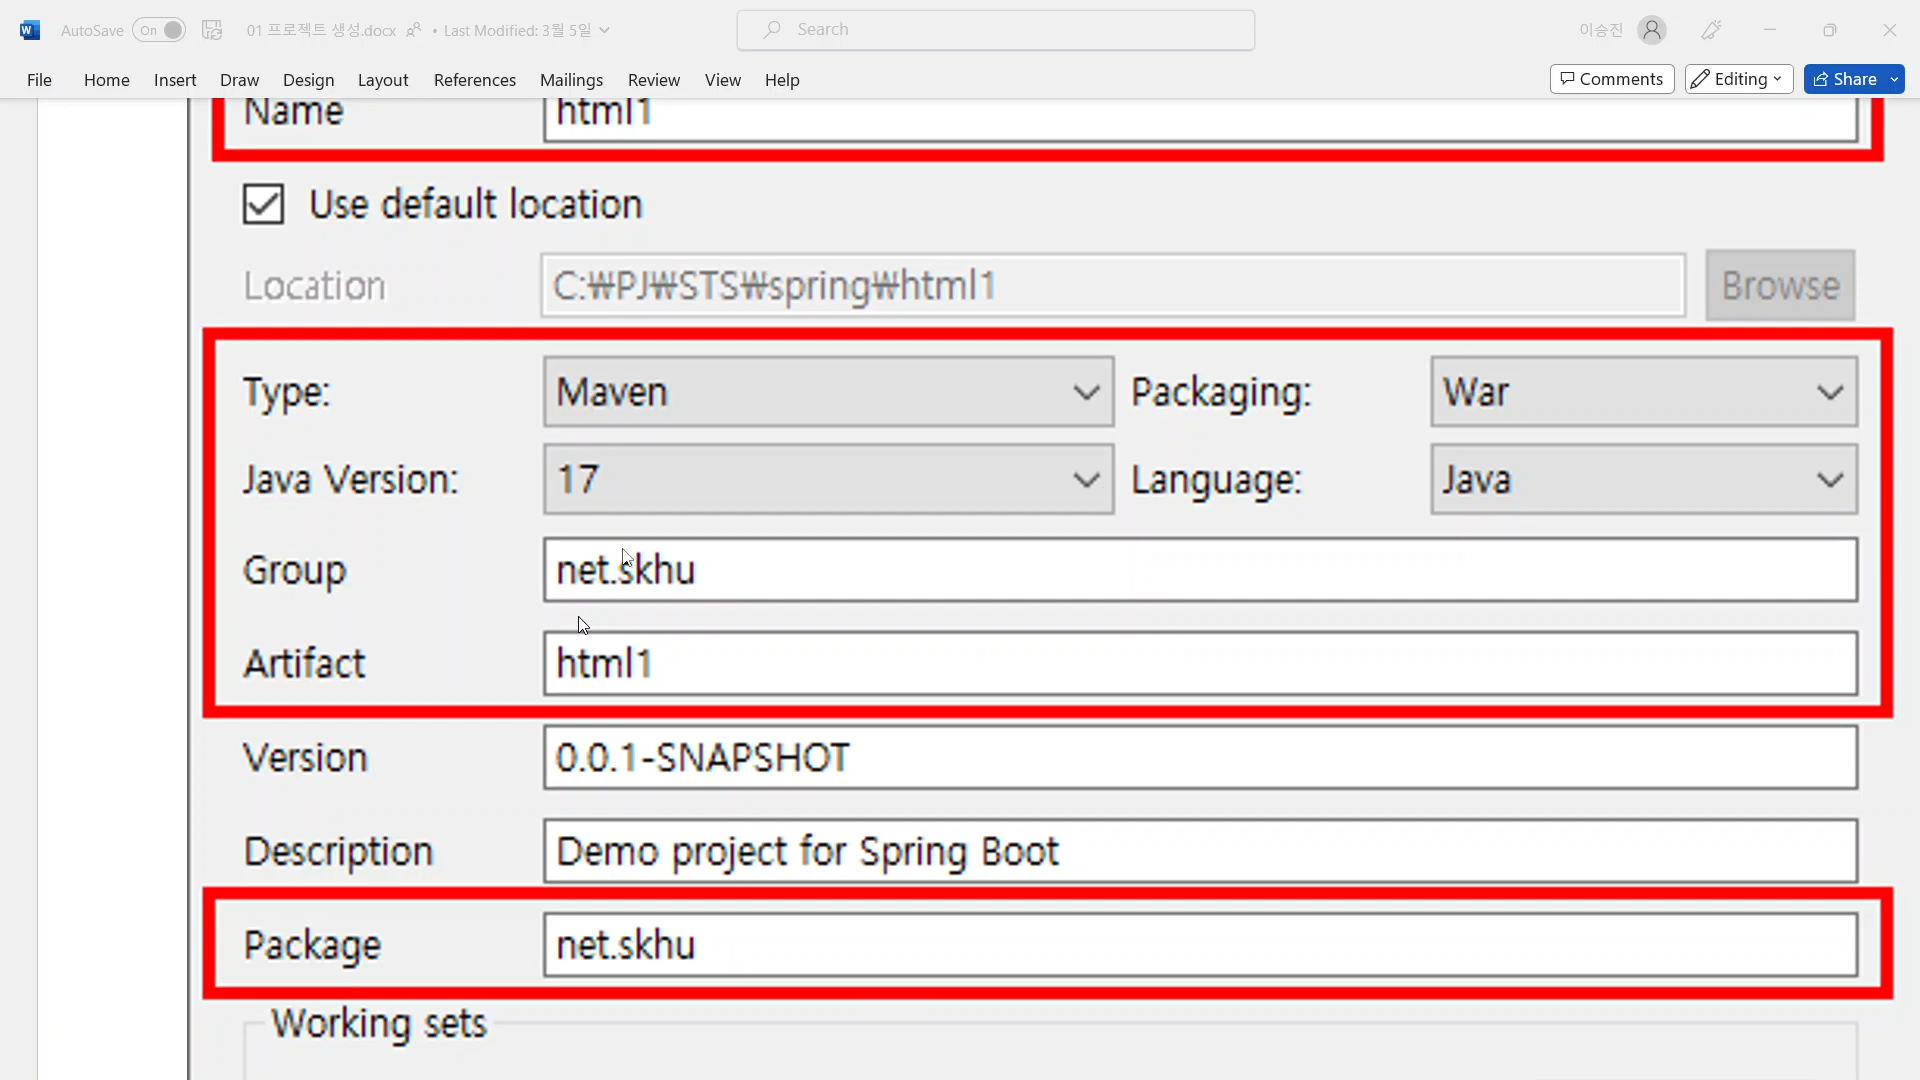 AutoSave On 01 프로젝트 생성.docx • Last Modified: 3월 5일 Search 이승진
File Home Insert Draw Design Layout References Mailings Review View Help Comments Editing Share
Name html1
Use default location
Location C:₩PJ₩STS₩spring₩html1 Browse
Type: Maven Packaging: War
Java Version: 17 Language: Java
Group net.skhu
Artifact html1
Version 0.0.1-SNAPSHOT
Description Demo project for Spring Boot
Package net.skhu
Working sets